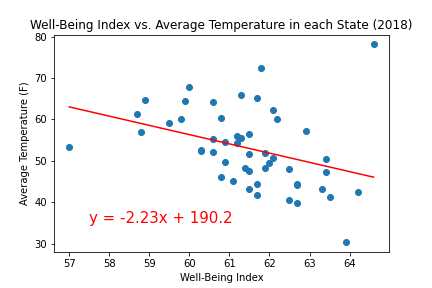 Well-Being Index vs. Average Temperature in each State (2018)
Average Temperature (F)
80
70
60
50
40
30
y = -2.23x + 190.2
57 58 59 60 61 62 63 64
Well-Being Index